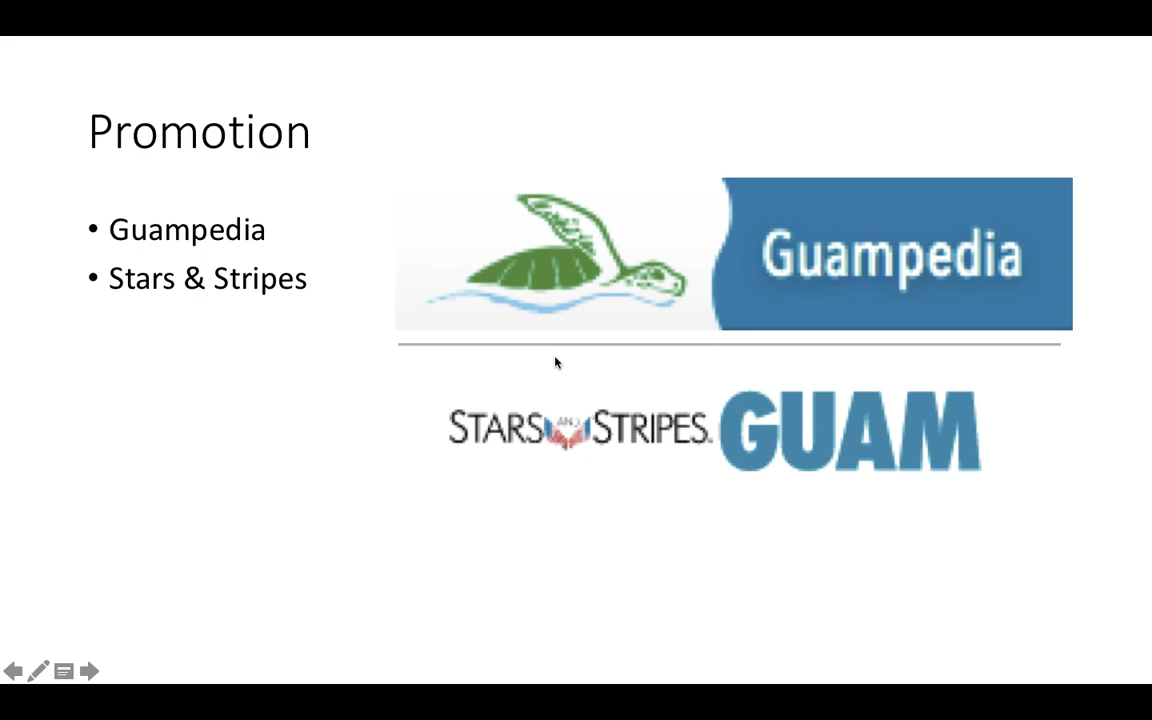 Promotion
• Guampedia
• Stars & Stripes
Guampedia
STARS AND STRIPES. GUAM